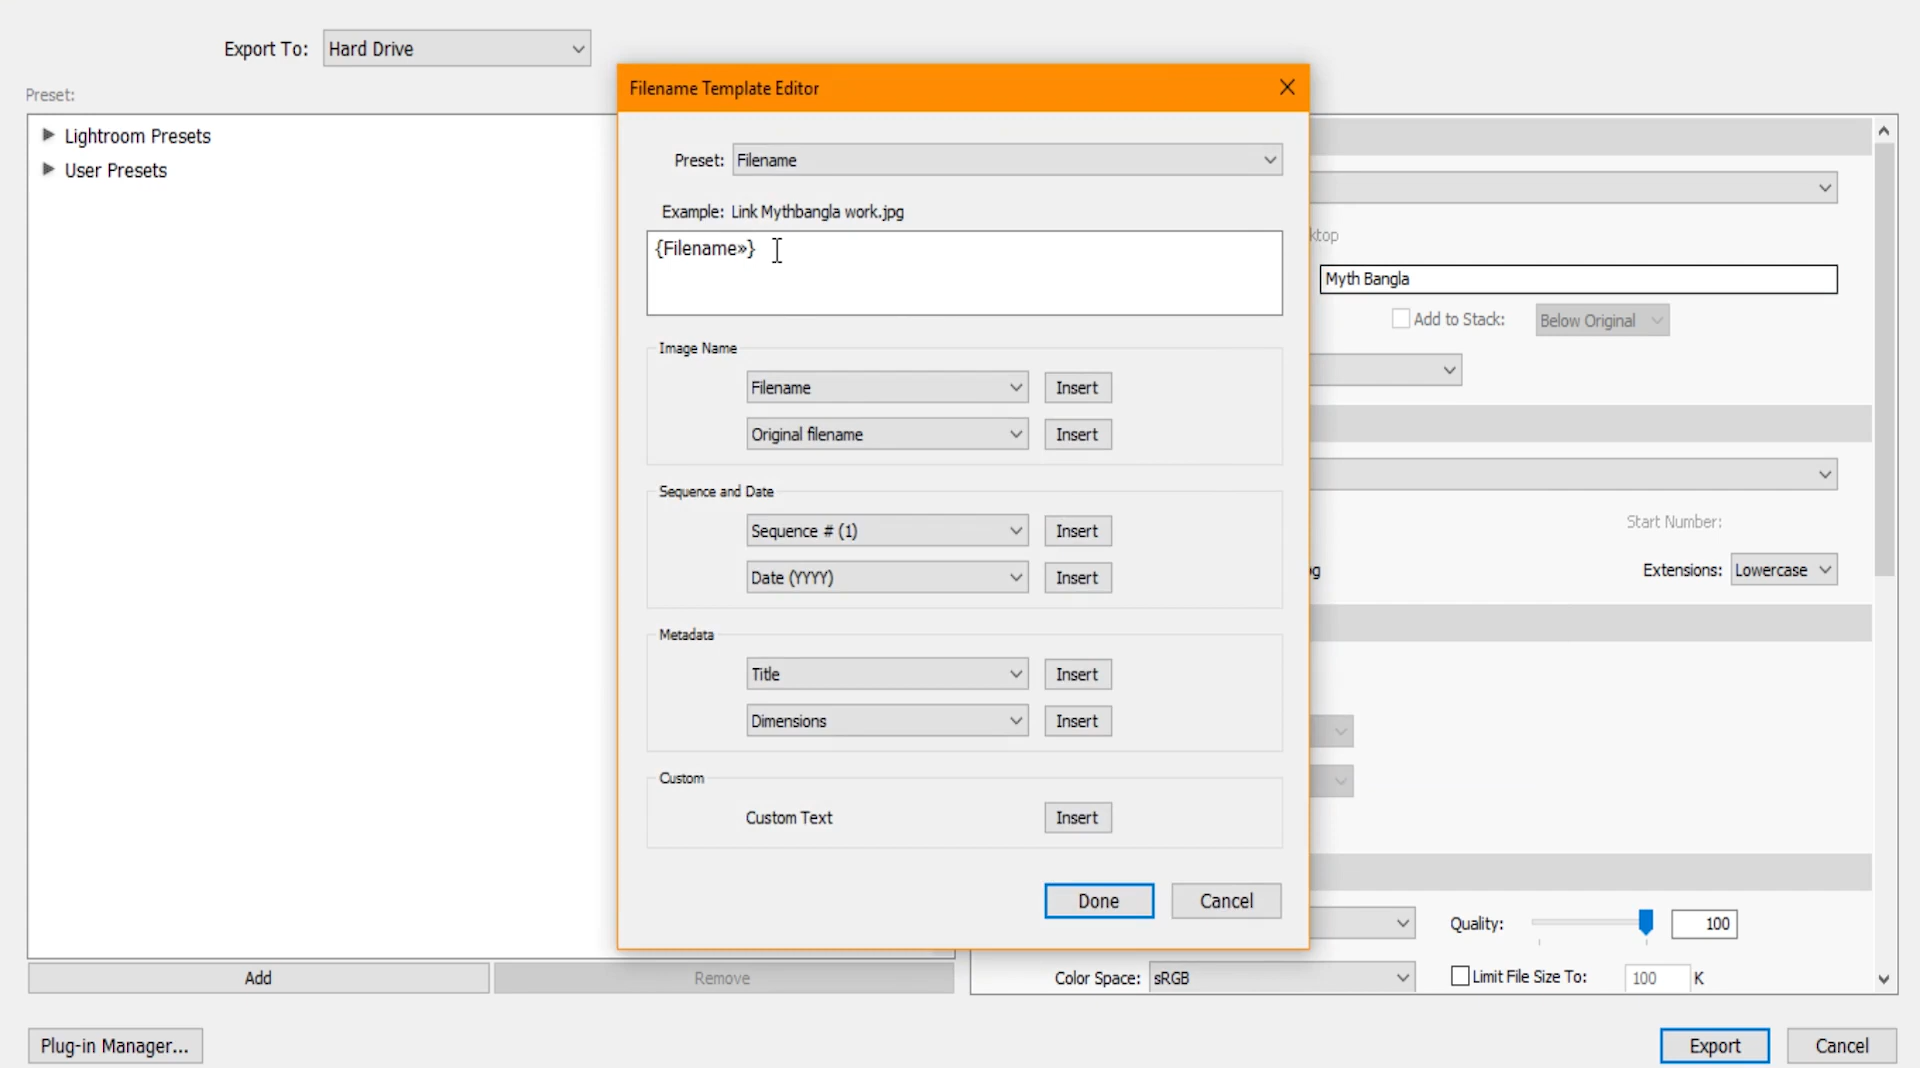 Export To: Hard Drive
Preset:
Lightroom Presets
User Presets
Add
Remove
Plug-in Manager...
Filename Template Editor
Preset: Filename
Example: Link Mythbangla work.jpg
{Filename»}
Image Name
Filename Insert
Original filename Insert
Sequence and Date
Sequence # (1) Insert
Date (YYYY) Insert
Metadata
Title Insert
Dimensions Insert
Custom
Custom Text Insert
Done Cancel
Myth Bangla
Add to Stack: Below Original
Start Number:
Extensions: Lowercase
Quality: 100
Color Space: sRGB
Limit File Size To: 100 K
Export Cancel